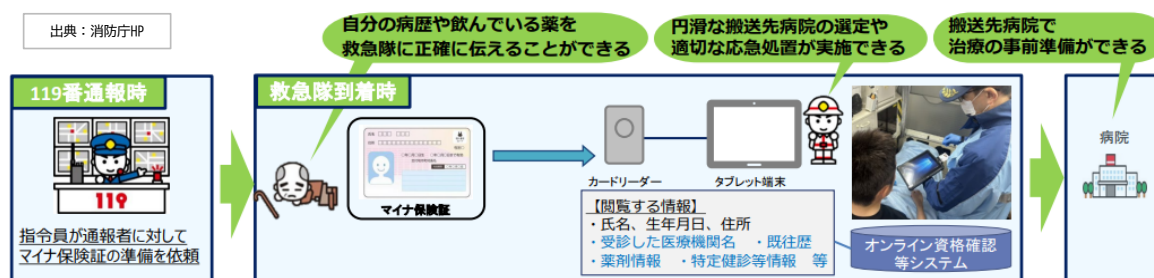 出典：消防庁HP
自分の病歴や飲んでいる薬を
救急隊に正確に伝えることができる
円滑な搬送先病院の選定や
適切な応急処置が実施できる
搬送先病院で
治療の事前準備ができる
119番通報時
119
指令員が通報者に対して
マイナ保険証の準備を依頼
救急隊到着時
マイナ保険証
カードリーダー
タブレット端末
【閲覧する情報】
・氏名、生年月日、住所
・受診した医療機関名　・既往歴
・薬剤情報　・特定健診等情報　等
オンライン資格確認
等システム
病院